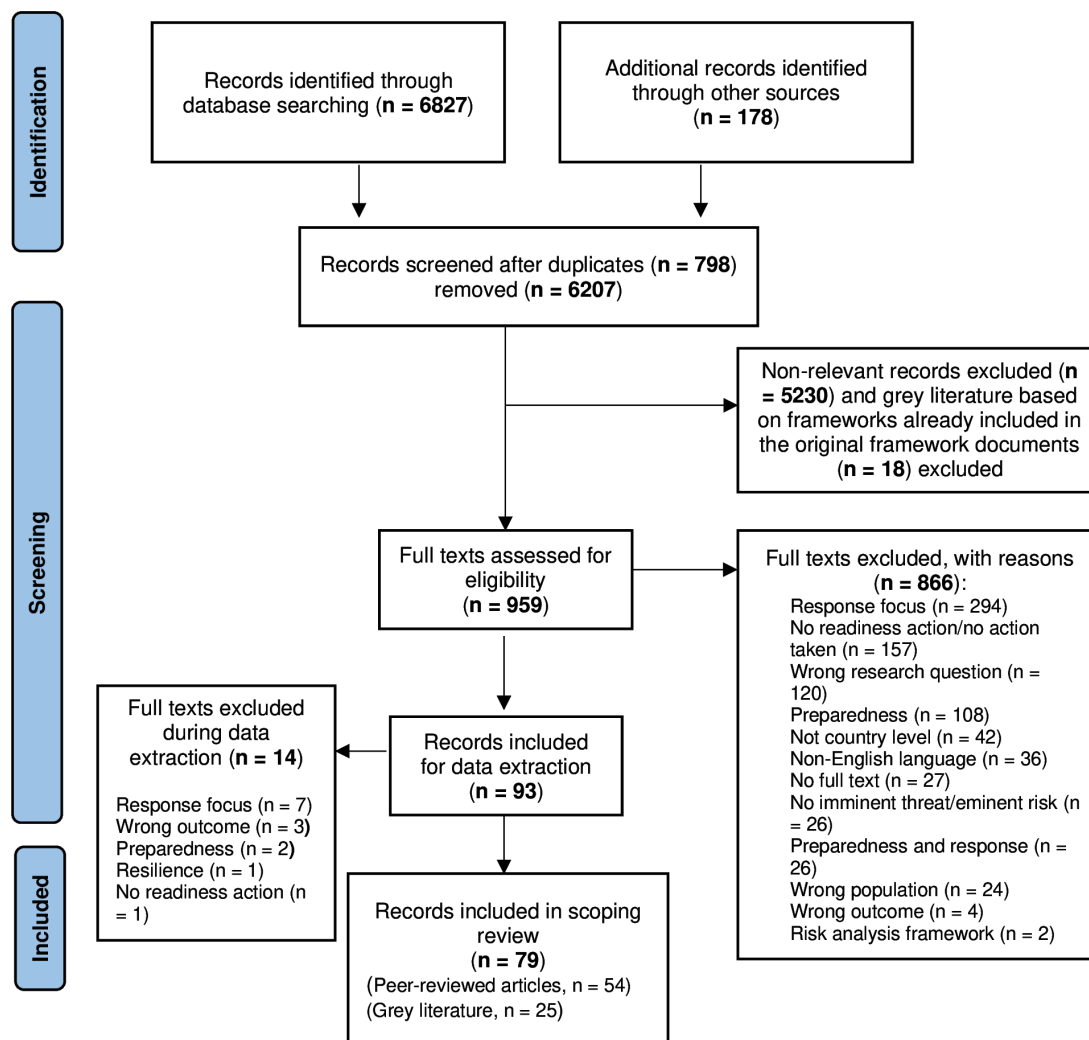 Identification
Records identified through
database searching (n = 6827)
Additional records identified
through other sources
(n = 178)
Records screened after duplicates (n = 798)
removed (n = 6207)
Screening
Non-relevant records excluded (n
= 5230) and grey literature based
on frameworks already included in
the original framework documents
(n = 18) excluded
Full texts assessed for
eligibility
(n = 959)
Full texts excluded, with reasons
(n = 866):
Response focus (n = 294)
No readiness action/no action
taken (n = 157)
Wrong research question (n =
120)
Preparedness (n = 108)
Not country level (n = 42)
Non-English language (n = 36)
No full text (n = 27)
No imminent threat/eminent risk (n
= 26)
Preparedness and response (n =
26)
Wrong population (n = 24)
Wrong outcome (n = 4)
Risk analysis framework (n = 2)
Full texts excluded
during data
extraction (n = 14)
Response focus (n = 7)
Wrong outcome (n = 3)
Preparedness (n = 2)
Resilience (n = 1)
No readiness action (n
= 1)
Records included
for data extraction
(n = 93)
Included
Records included in scoping
review
(n = 79)
(Peer-reviewed articles, n = 54)
(Grey literature, n = 25)